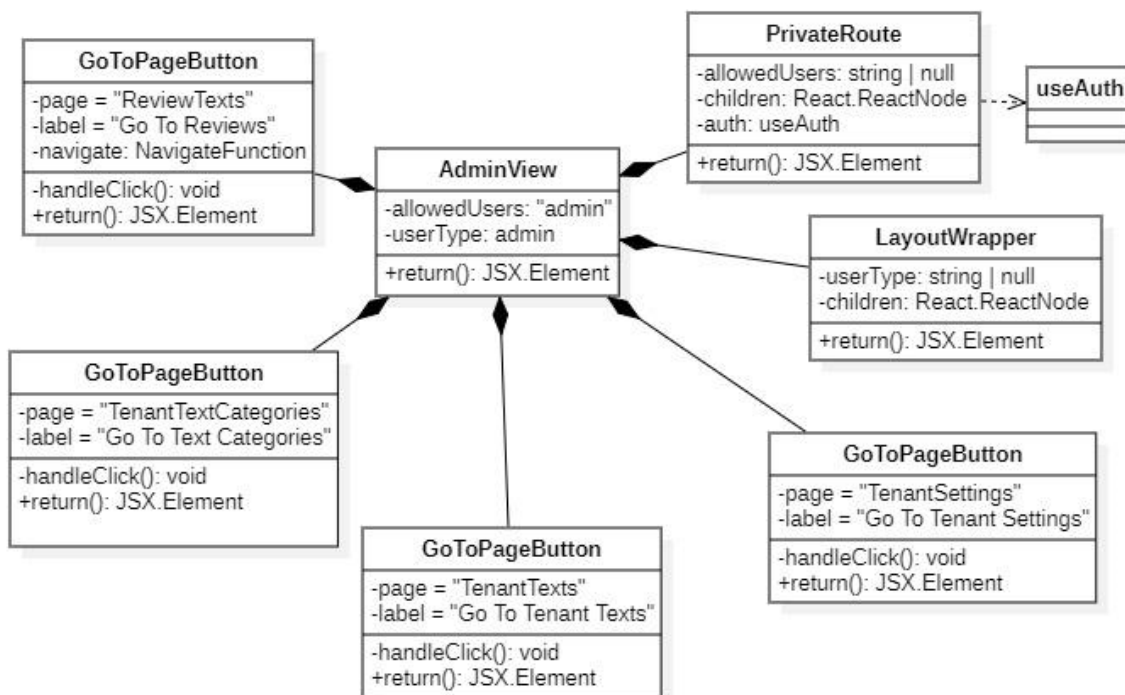 GoToPageButton
-page = "ReviewTexts"
-label = "Go To Reviews"
-navigate: NavigateFunction
-handleClick(): void
+return(): JSX.Element
PrivateRoute
-allowedUsers: string | null
-children: React.ReactNode
-auth: useAuth
+return(): JSX.Element
useAuth
AdminView
-allowedUsers: "admin"
-userType: admin
+return(): JSX.Element
LayoutWrapper
-userType: string | null
-children: React.ReactNode
+return(): JSX.Element
GoToPageButton
-page = "TenantTextCategories"
-label = "Go To Text Categories"
-handleClick(): void
+return(): JSX.Element
GoToPageButton
-page = "TenantTexts"
-label = "Go To Tenant Texts"
-handleClick(): void
+return(): JSX.Element
GoToPageButton
-page = "TenantSettings"
-label = "Go To Tenant Settings"
-handleClick(): void
+return(): JSX.Element